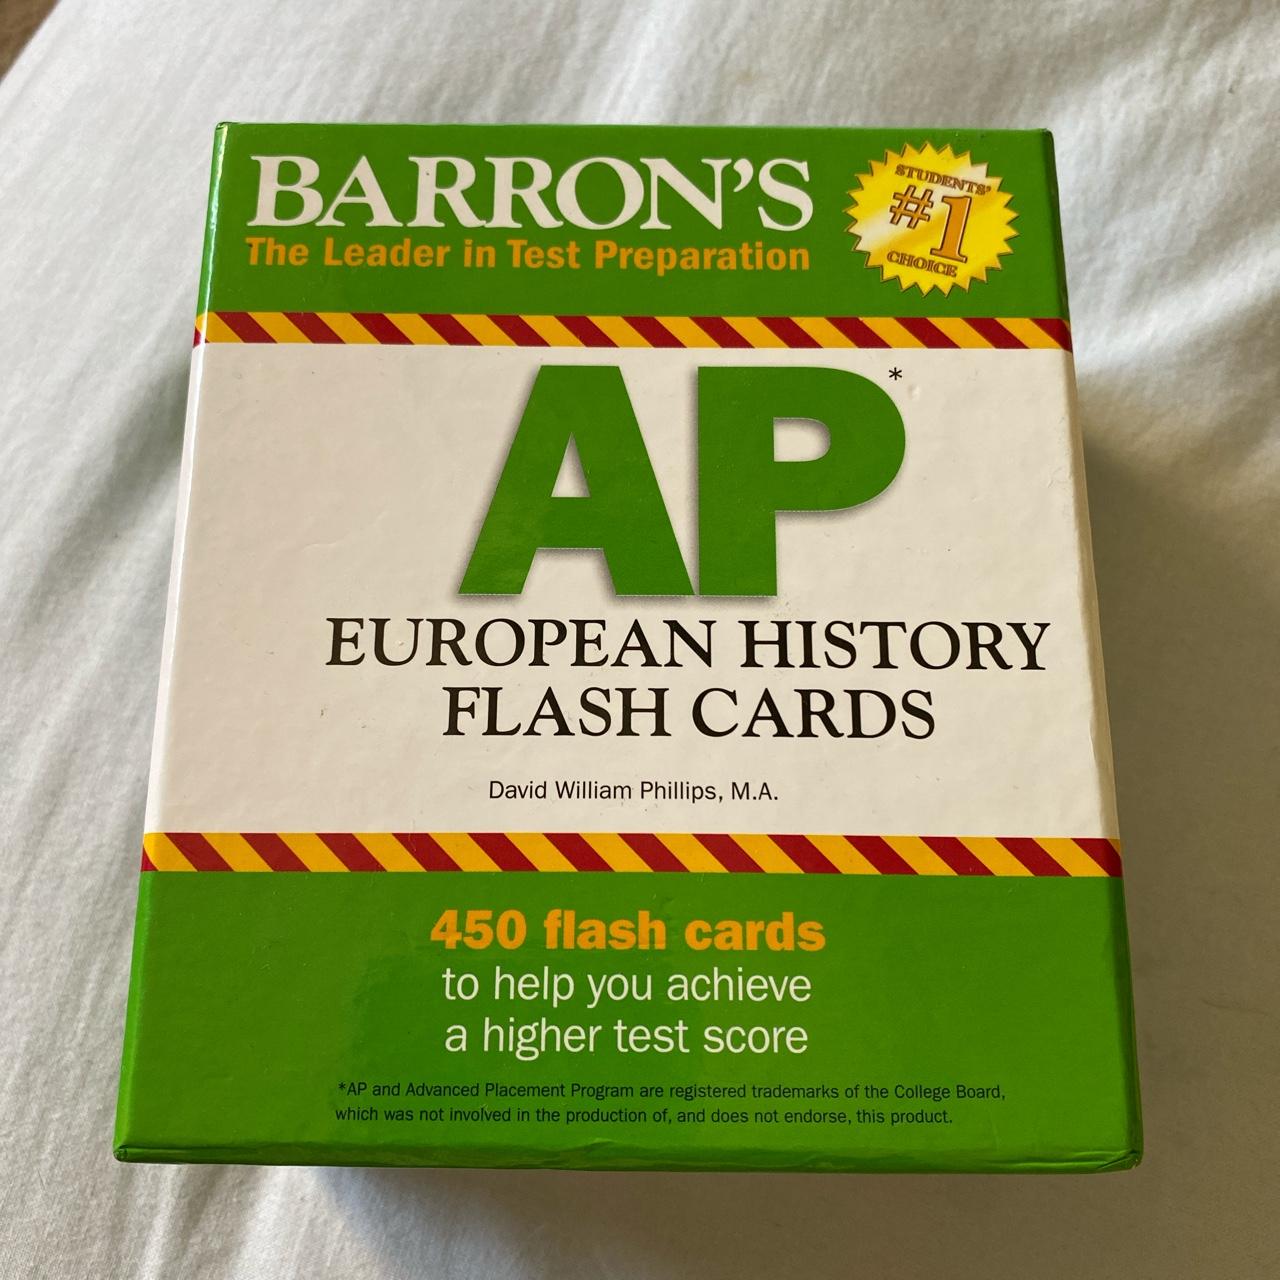 BARRON'S
The Leader in Test Preparation
STUDENTS'
#1
CHOICE
AP*
EUROPEAN HISTORY
FLASH CARDS
David William Phillips, M.A.
450 flash cards
to help you achieve
a higher test score
*AP and Advanced Placement Program are registered trademarks of the College Board,
which was not involved in the production of, and does not endorse, this product.